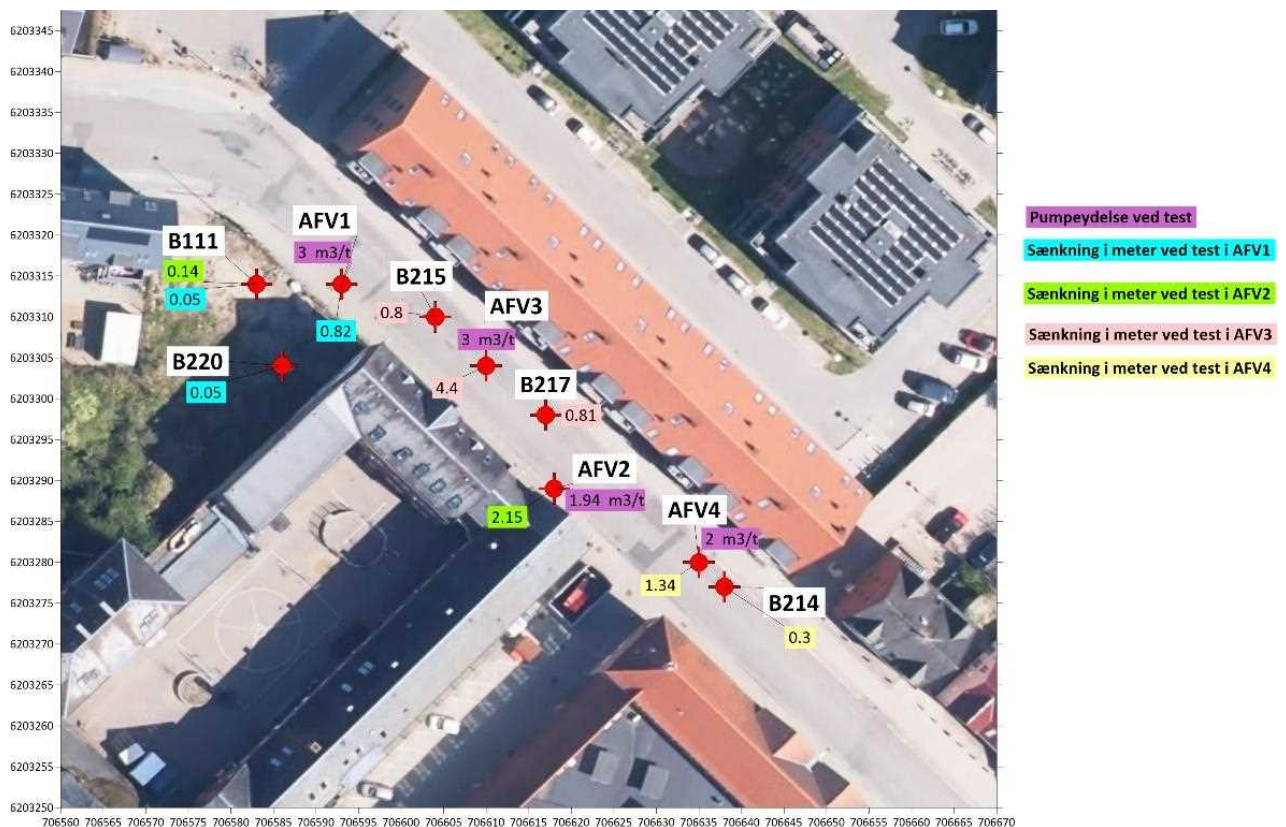 6203345
6203340
6203335
6203330
6203325
6203320
6203315
6203310
6203305
6203300
6203295
6203290
6203285
6203280
6203275
6203270
6203265
6203260
6203255
6203250
706560 706565 706570 706575 706580 706585 706590 706595 706600 706605 706610 706615 706620 706625 706630 706635 706640 706645 706650 706655 706660 706665 706670
AFV1
3 m3/t
0.82
B111
0.14
0.05
B220
0.05
B215
0.8
AFV3
3 m3/t
4.4
B217
0.81
AFV2
1.94 m3/t
2.15
AFV4
2 m3/t
1.34
B214
0.3
Pumpeydelse ved test
Sænkning i meter ved test i AFV1
Sænkning i meter ved test i AFV2
Sænkning i meter ved test i AFV3
Sænkning i meter ved test i AFV4